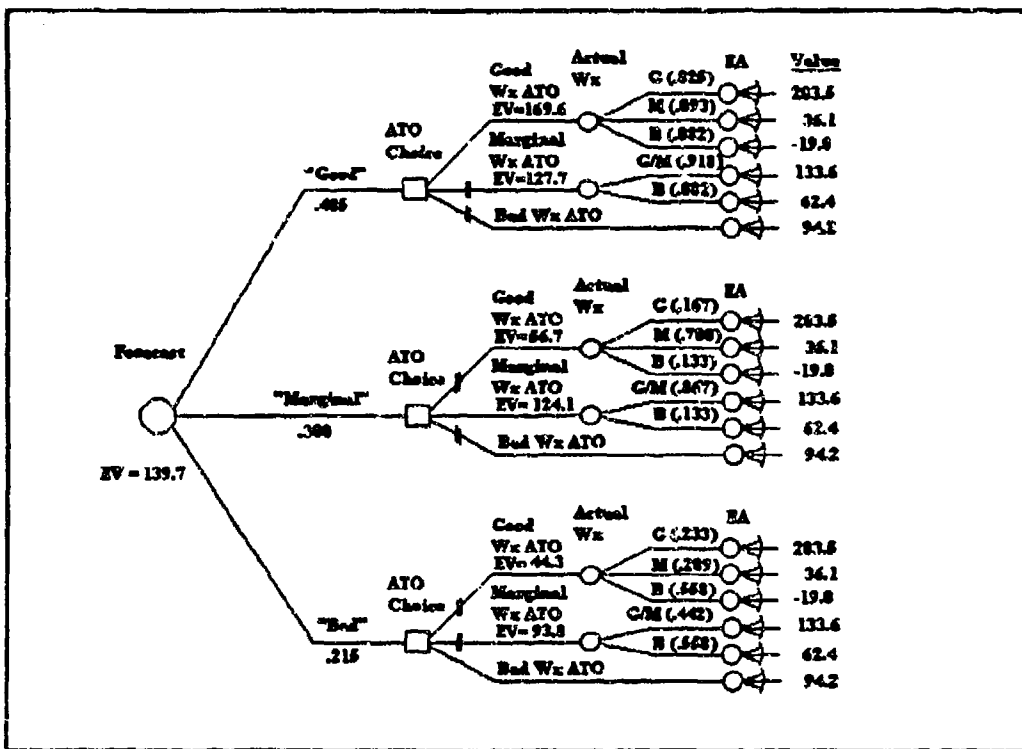 Good
Wx ATO
EV=169.6
Actual
Wx
EA
Value
G (.825)
203.5
M (.093)
36.1
B (.082)
-19.8
ATO
Choice
Marginal
Wx ATO
EV=127.7
G/M (.918)
133.6
"Good"
.485
B (.082)
62.4
Bad Wx ATO
94.2
Good
Wx ATO
EV=56.7
Actual
Wx
EA
G (.167)
203.5
M (.700)
36.1
B (.133)
-19.8
Forecast
ATO
Choice
Marginal
Wx ATO
EV= 124.1
G/M (.867)
133.6
"Marginal"
.300
B (.133)
62.4
Bad Wx ATO
94.2
EV = 139.7
Good
Wx ATO
EV= 44.3
Actual
Wx
EA
G (.233)
203.5
M (.209)
36.1
B (.558)
-19.8
ATO
Choice
Marginal
Wx ATO
EV= 93.8
G/M (.442)
133.6
"Bad"
.215
B (.558)
62.4
Bad Wx ATO
94.2